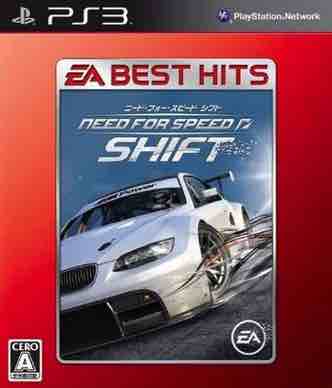 PS3
PlayStation Network
EA BEST HITS
ニード・フォー・スピード シフト
NEED FOR SPEED
SHIFT
EA
CERO
A